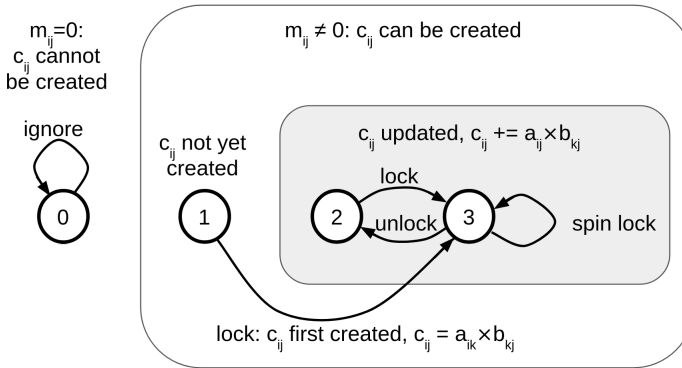 m_ij=0:
c_ij cannot
be created
ignore
0
m_ij ≠ 0: c_ij can be created
c_ij not yet
created
1
c_ij updated, c_ij += a_ij×b_kj
lock
2
unlock
3
spin lock
lock: c_ij first created, c_ij = a_ik×b_kj